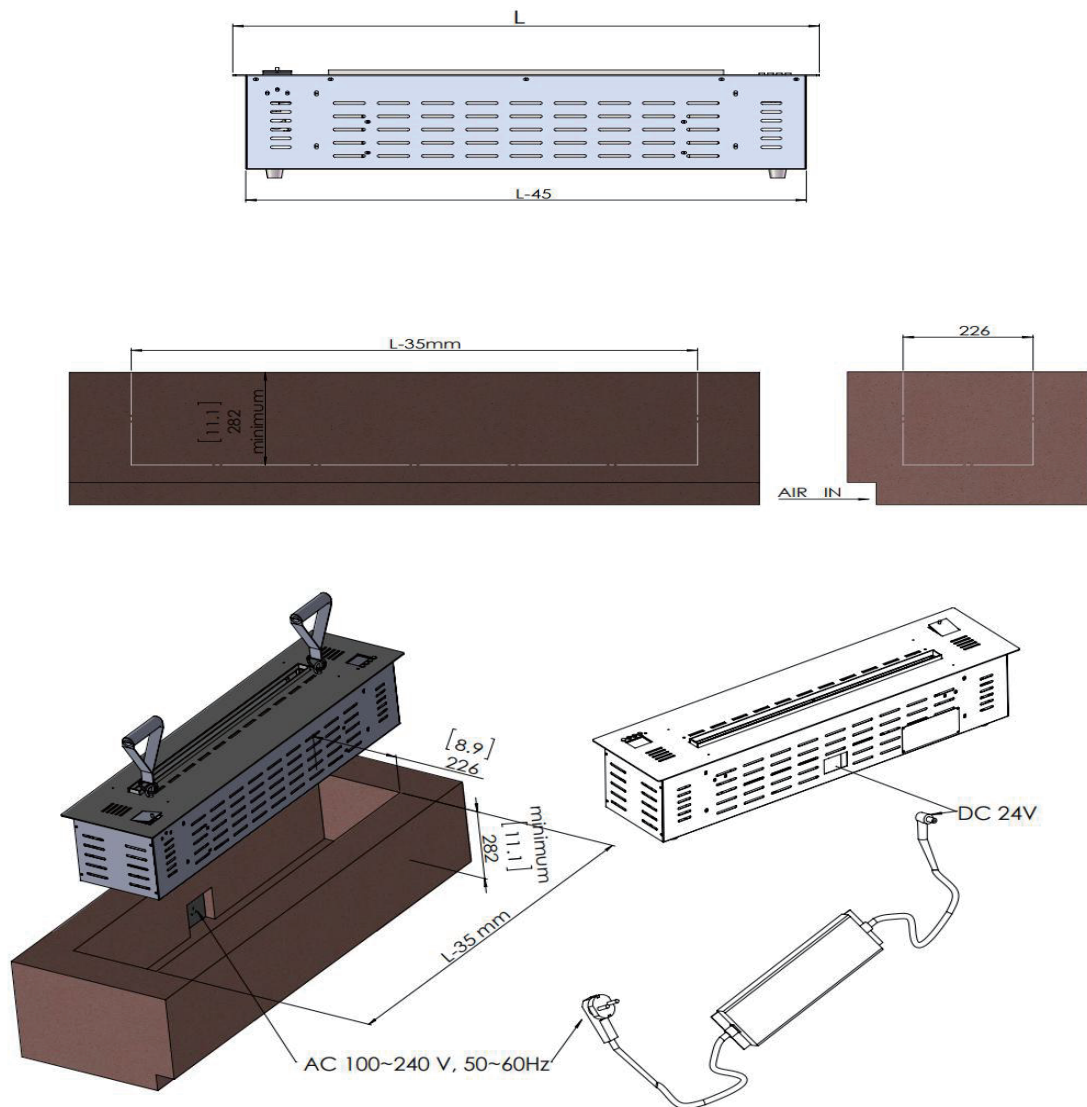 L
L-45
L-35mm
226
[11.1]
282
minimum
AIR IN
[8.9]
226
minimum
[11.1]
282
L-35 mm
DC 24V
AC 100~240 V, 50~60Hz